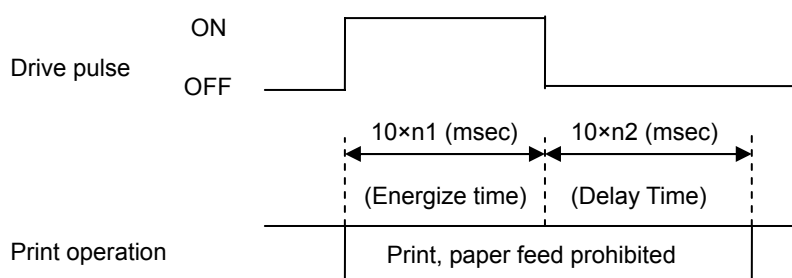 ON
Drive pulse
OFF
10×n1 (msec) 10×n2 (msec)
(Energize time) (Delay Time)
Print operation Print, paper feed prohibited